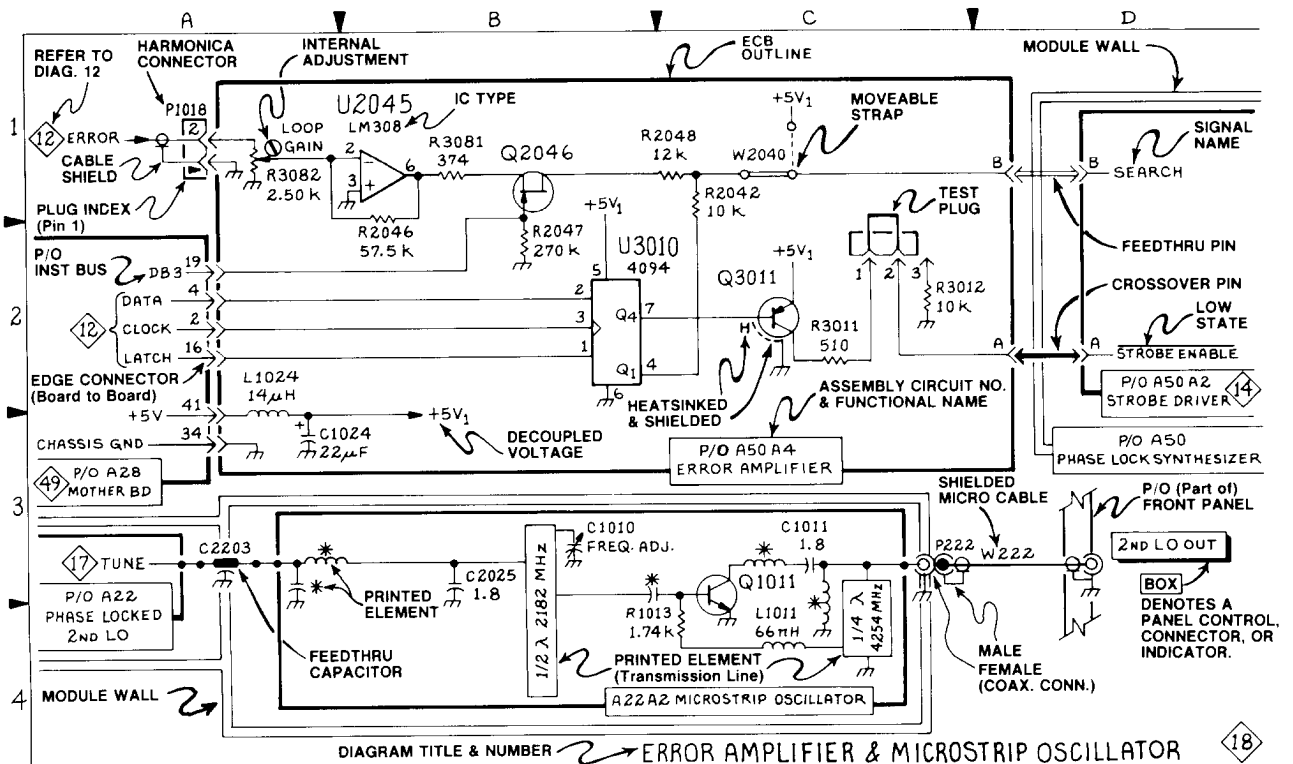 A B C D
REFER TO
DIAG. 12
HARMONICA
CONNECTOR
INTERNAL
ADJUSTMENT
ECB
OUTLINE
MODULE WALL
1
P1018
2
12
ERROR
CABLE
SHIELD
PLUG INDEX
(Pin 1)
LOOP
GAIN
R3082
2.50 K
U2045
LM308
IC TYPE
2
3
6
−
+
R3081
374
R2046
57.5 K
Q2046
R2047
270 K
R2048
12 K
W2040
+5V1
MOVEABLE
STRAP
R2042
10 K
TEST
PLUG
B
B
SIGNAL
NAME
SEARCH
FEEDTHRU PIN
CROSSOVER PIN
LOW
STATE
A
A
STROBE ENABLE
P/O A50 A2
STROBE DRIVER
14
2
P/O
INST BUS
DB3
19
DATA
4
12
CLOCK
2
LATCH
16
EDGE CONNECTOR
(Board to Board)
+5V
41
CHASSIS GND
34
49
P/O A28
MOTHER BD
L1024
14µH
+
C1024
22µF
+5V1
DECOUPLED
VOLTAGE
+5V1
U3010
4094
5
2
3
1
Q4
7
Q1
4
6
Q3011
+5V1
H
HEATSINKED
& SHIELDED
R3011
510
1
2
3
R3012
10 K
ASSEMBLY CIRCUIT NO.
& FUNCTIONAL NAME
P/O A50 A4
ERROR AMPLIFIER
P/O A50
PHASE LOCK SYNTHESIZER
3
17
TUNE
P/O A22
PHASE LOCKED
2ND LO
C2203
*
*
PRINTED
ELEMENT
FEEDTHRU
CAPACITOR
C2025
1.8
1/2 λ 2182 MHz
C1010
FREQ. ADJ.
*
R1013
1.74K
Q1011
*
C1011
1.8
*
L1011
66nH
1/4 λ
4254MHz
PRINTED ELEMENT
(Transmission Line)
A22A2 MICROSTRIP OSCILLATOR
SHIELDED
MICRO CABLE
P222
W222
P/O (Part of)
FRONT PANEL
2ND LO OUT
BOX
DENOTES A
PANEL CONTROL,
CONNECTOR, OR
INDICATOR.
MALE
FEMALE
(COAX. CONN.)
4
MODULE WALL
DIAGRAM TITLE & NUMBER
ERROR AMPLIFIER & MICROSTRIP OSCILLATOR
18